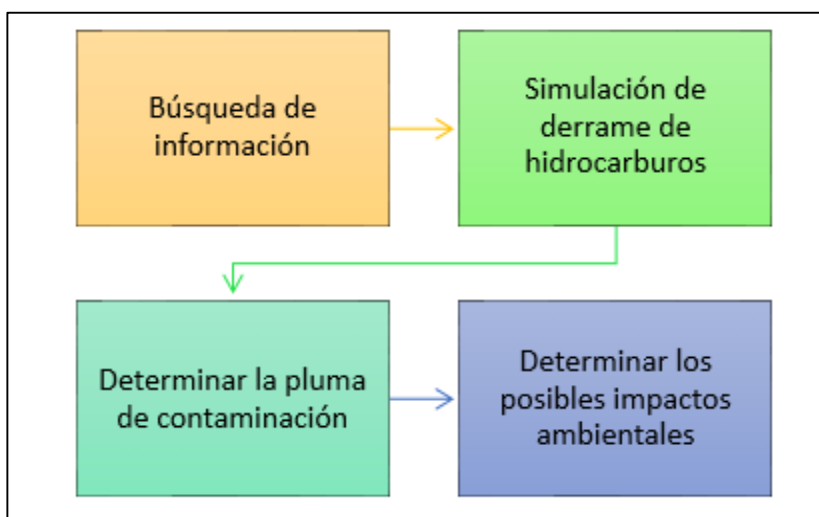 Búsqueda de
información
Simulación de
derrame de
hidrocarburos
Determinar la pluma
de contaminación
Determinar los
posibles impactos
ambientales